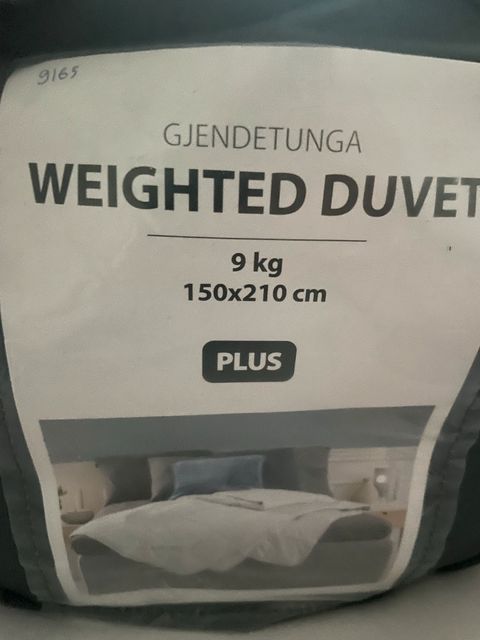 9165
GJENDETUNGA
WEIGHTED DUVET
9 kg
150x210 cm
PLUS